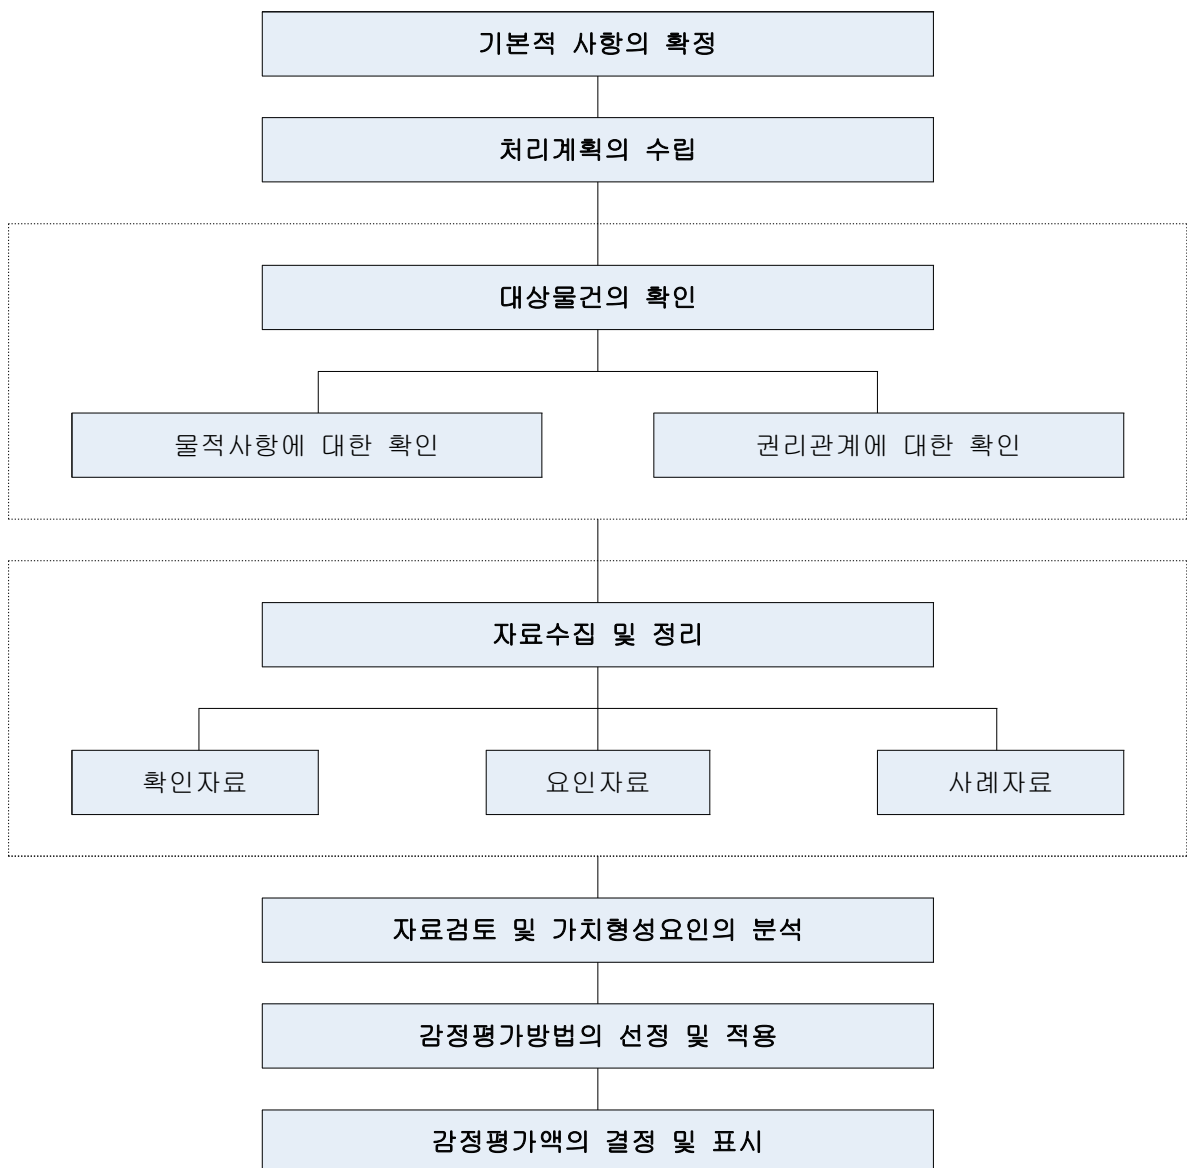 기본적 사항의 확정
처리계획의 수립
대상물건의 확인
물적사항에 대한 확인
권리관계에 대한 확인
자료수집 및 정리
확인자료
요인자료
사례자료
자료검토 및 가치형성요인의 분석
감정평가방법의 선정 및 적용
감정평가액의 결정 및 표시